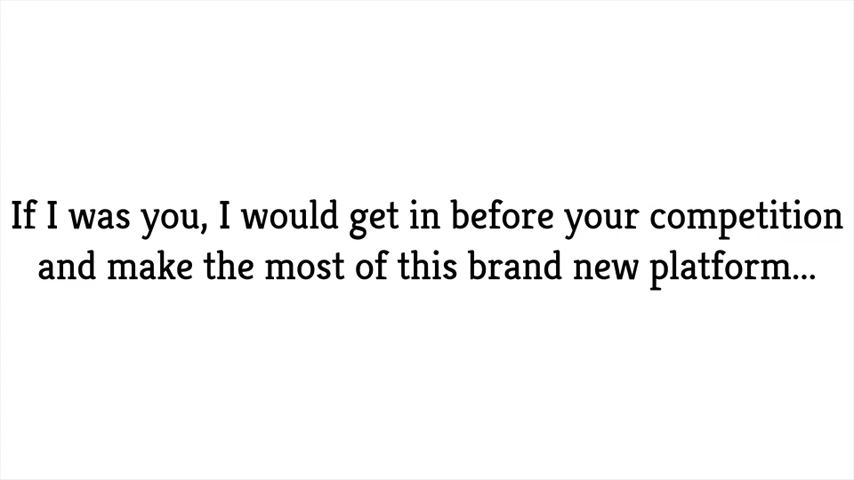 If I was you, I would get in before your competition
and make the most of this brand new platform...